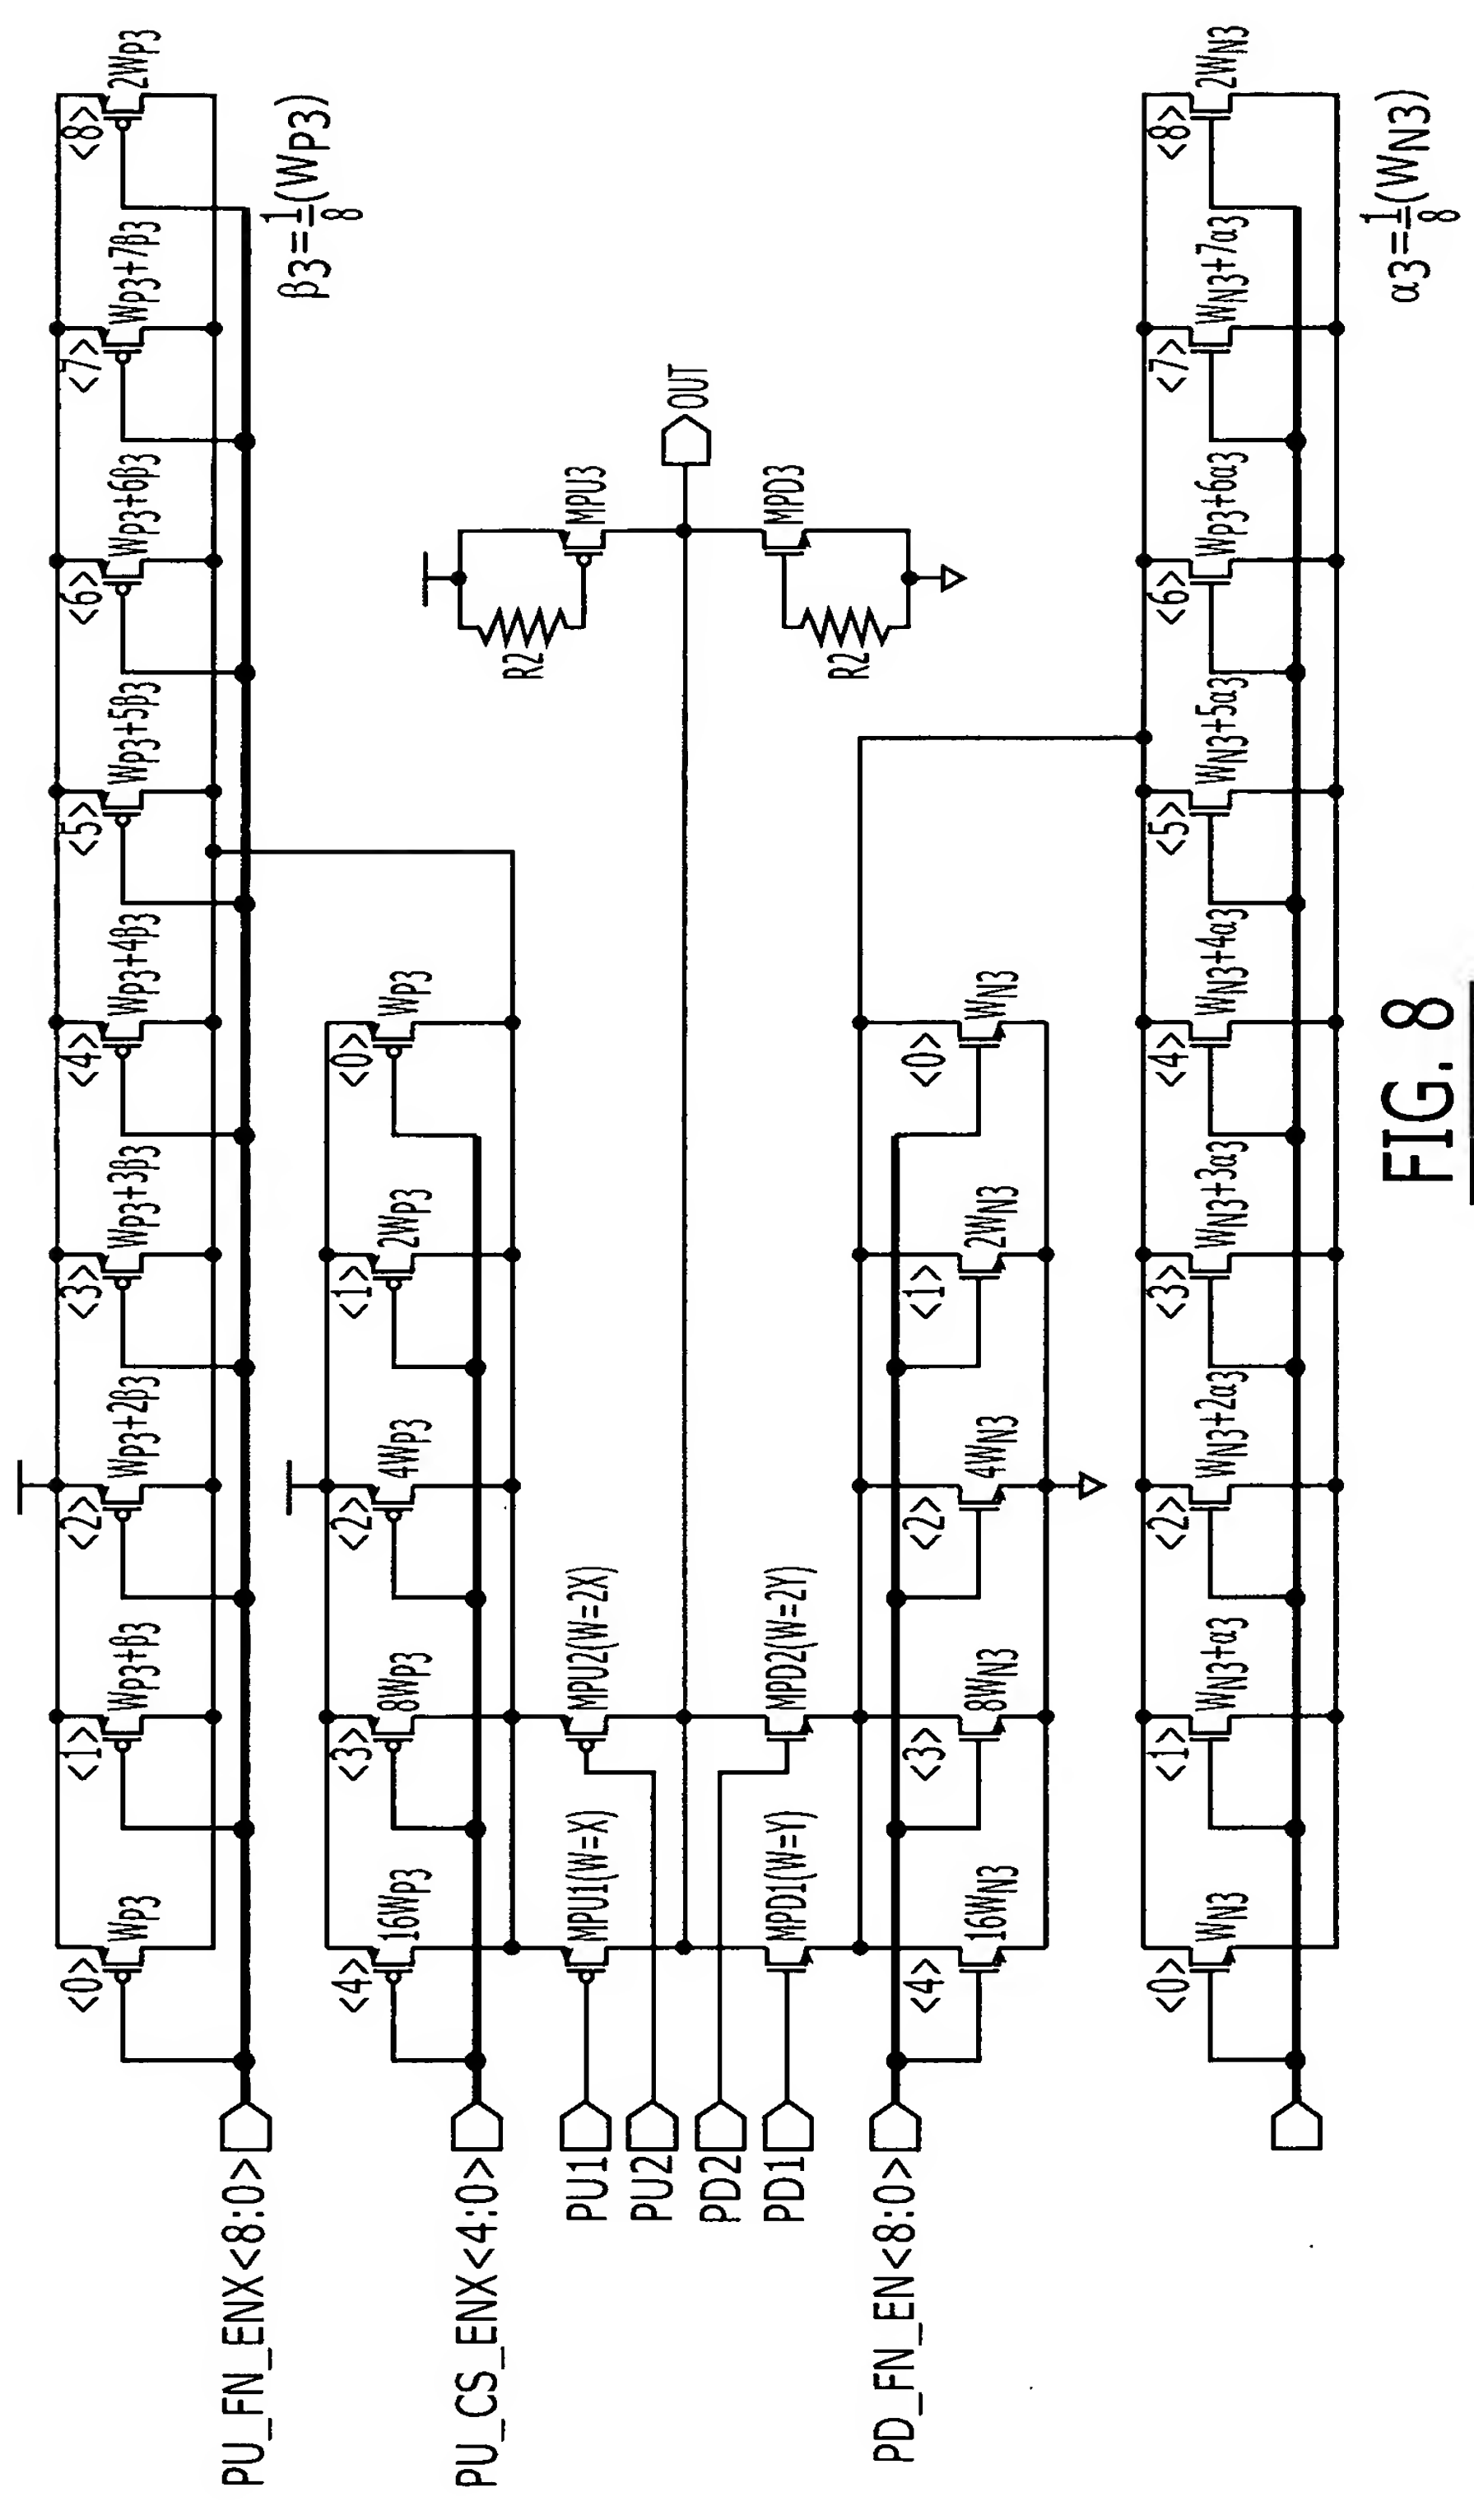 <0> <1> <2> <3> <4> <5> <6> <7> <8>
Wp3 Wp3+β3 Wp3+2β3 Wp3+3β3 Wp3+4β3 Wp3+5β3 Wp3+6β3 Wp3+7β3 2Wp3
PU_FN_ENX<8:0>
β3=1/8(Wp3)
<4> <3> <2> <1> <0>
16Wp3 8Wp3 4Wp3 2Wp3 Wp3
PU_CS_ENX<4:0>
R2
MPU1(W=X) MPU2(W=2X) MPU3
PU1
PU2
OUT
PD2
PD1
MPD1(W=Y) MPD2(W=2Y) MPD3
R2
PD_FN_EN<8:0>
<4> <3> <2> <1> <0>
16WN3 8WN3 4WN3 2WN3 WN3
<0> <1> <2> <3> <4> <5> <6> <7> <8>
WN3 WN3+α3 WN3+2α3 WN3+3α3 WN3+4α3 WN3+5α3 Wp3+6α3 WN3+7α3 2WN3
α3=1/8(WN3)
FIG. 8